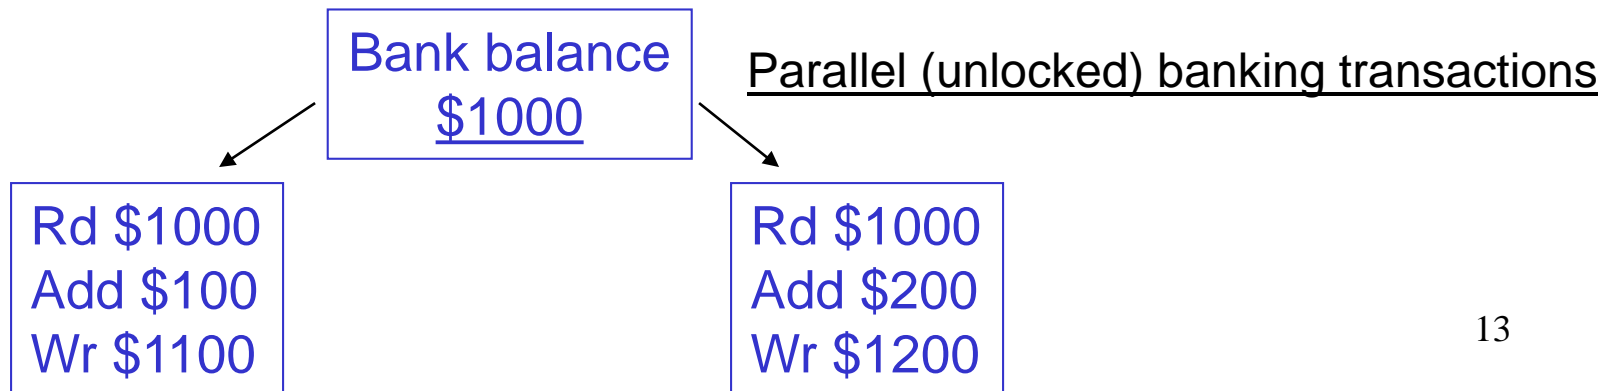 Bank balance
$1000
Parallel (unlocked) banking transactions
Rd $1000
Add $100
Wr $1100
Rd $1000
Add $200
Wr $1200
13